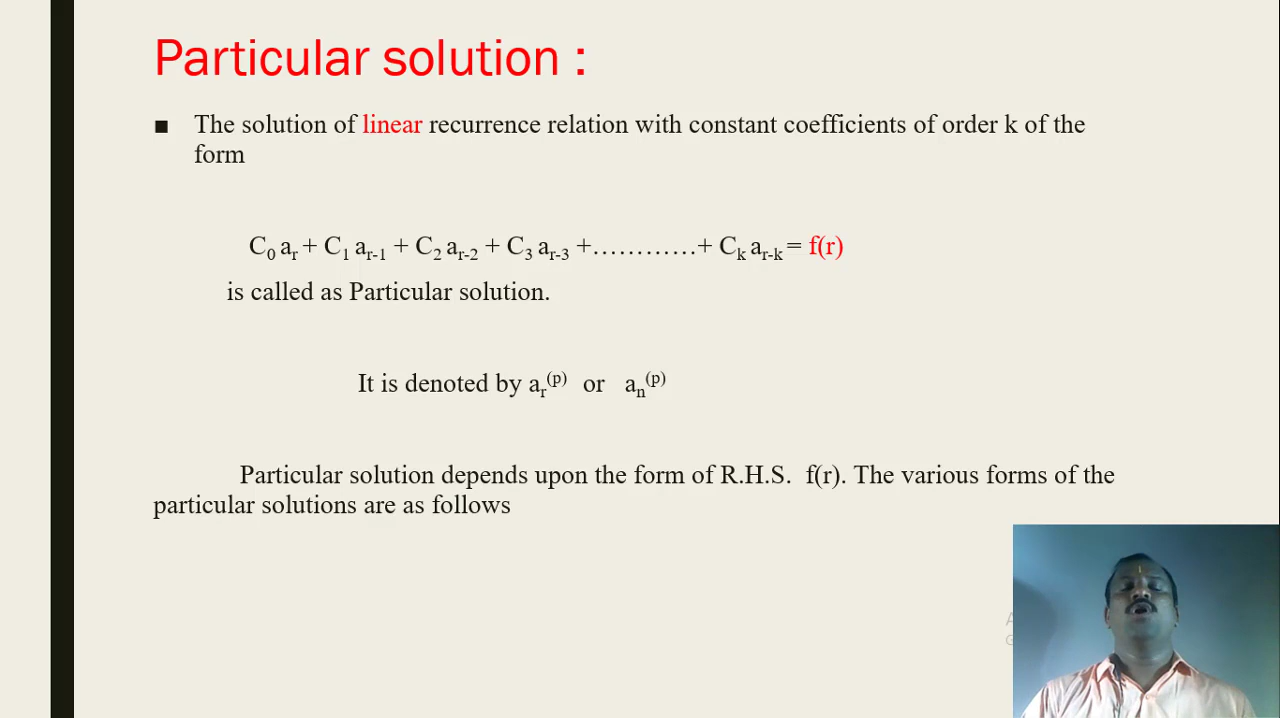 Particular solution :
■ The solution of linear recurrence relation with constant coefficients of order k of the
form
C₀ aᵣ + C₁ aᵣ₋₁ + C₂ aᵣ₋₂ + C₃ aᵣ₋₃ +…………+ Cₖ aᵣ₋ₖ = f(r)
is called as Particular solution.
It is denoted by aᵣ⁽ᵖ⁾ or aₙ⁽ᵖ⁾
Particular solution depends upon the form of R.H.S. f(r). The various forms of the
particular solutions are as follows